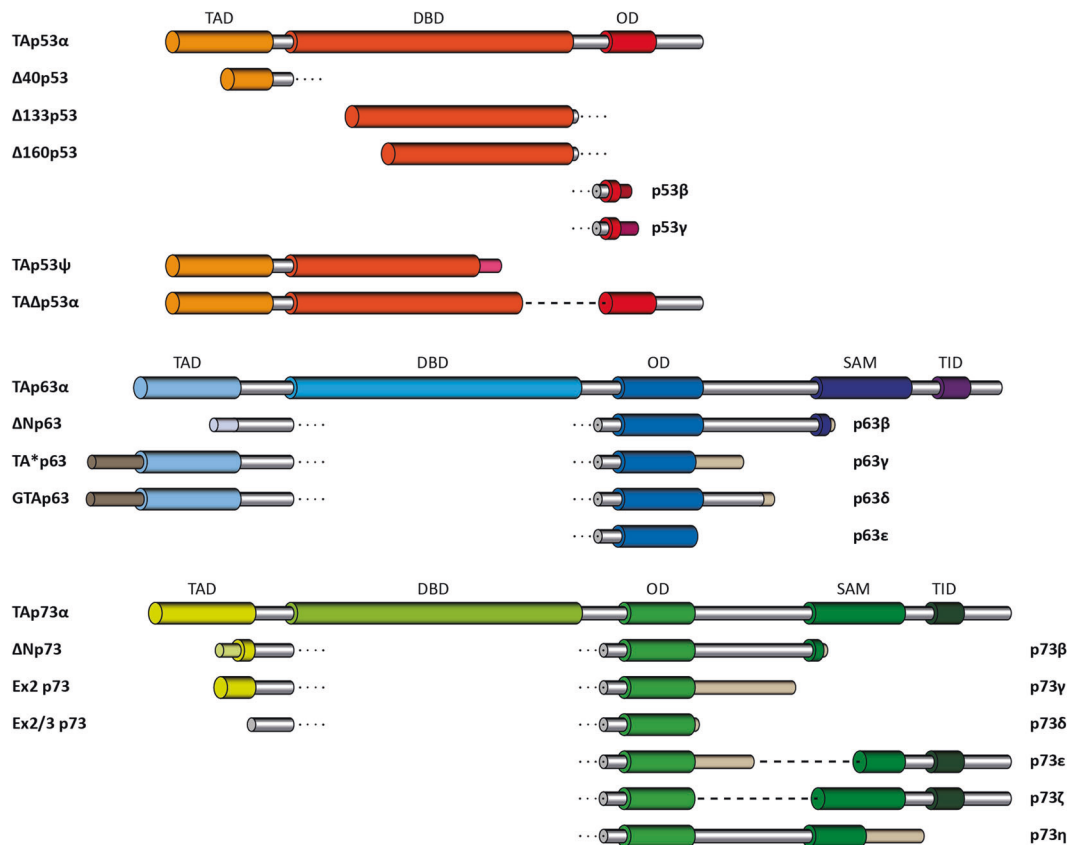 TAD DBD OD
TAp53α
Δ40p53
Δ133p53
Δ160p53
p53β
p53γ
TAp53ψ
TAΔp53α
TAD DBD OD SAM TID
TAp63α
ΔNp63 p63β
TA*p63 p63γ
GTAp63 p63δ
p63ε
TAD DBD OD SAM TID
TAp73α
ΔNp73 p73β
Ex2 p73 p73γ
Ex2/3 p73 p73δ
p73ε
p73ζ
p73η